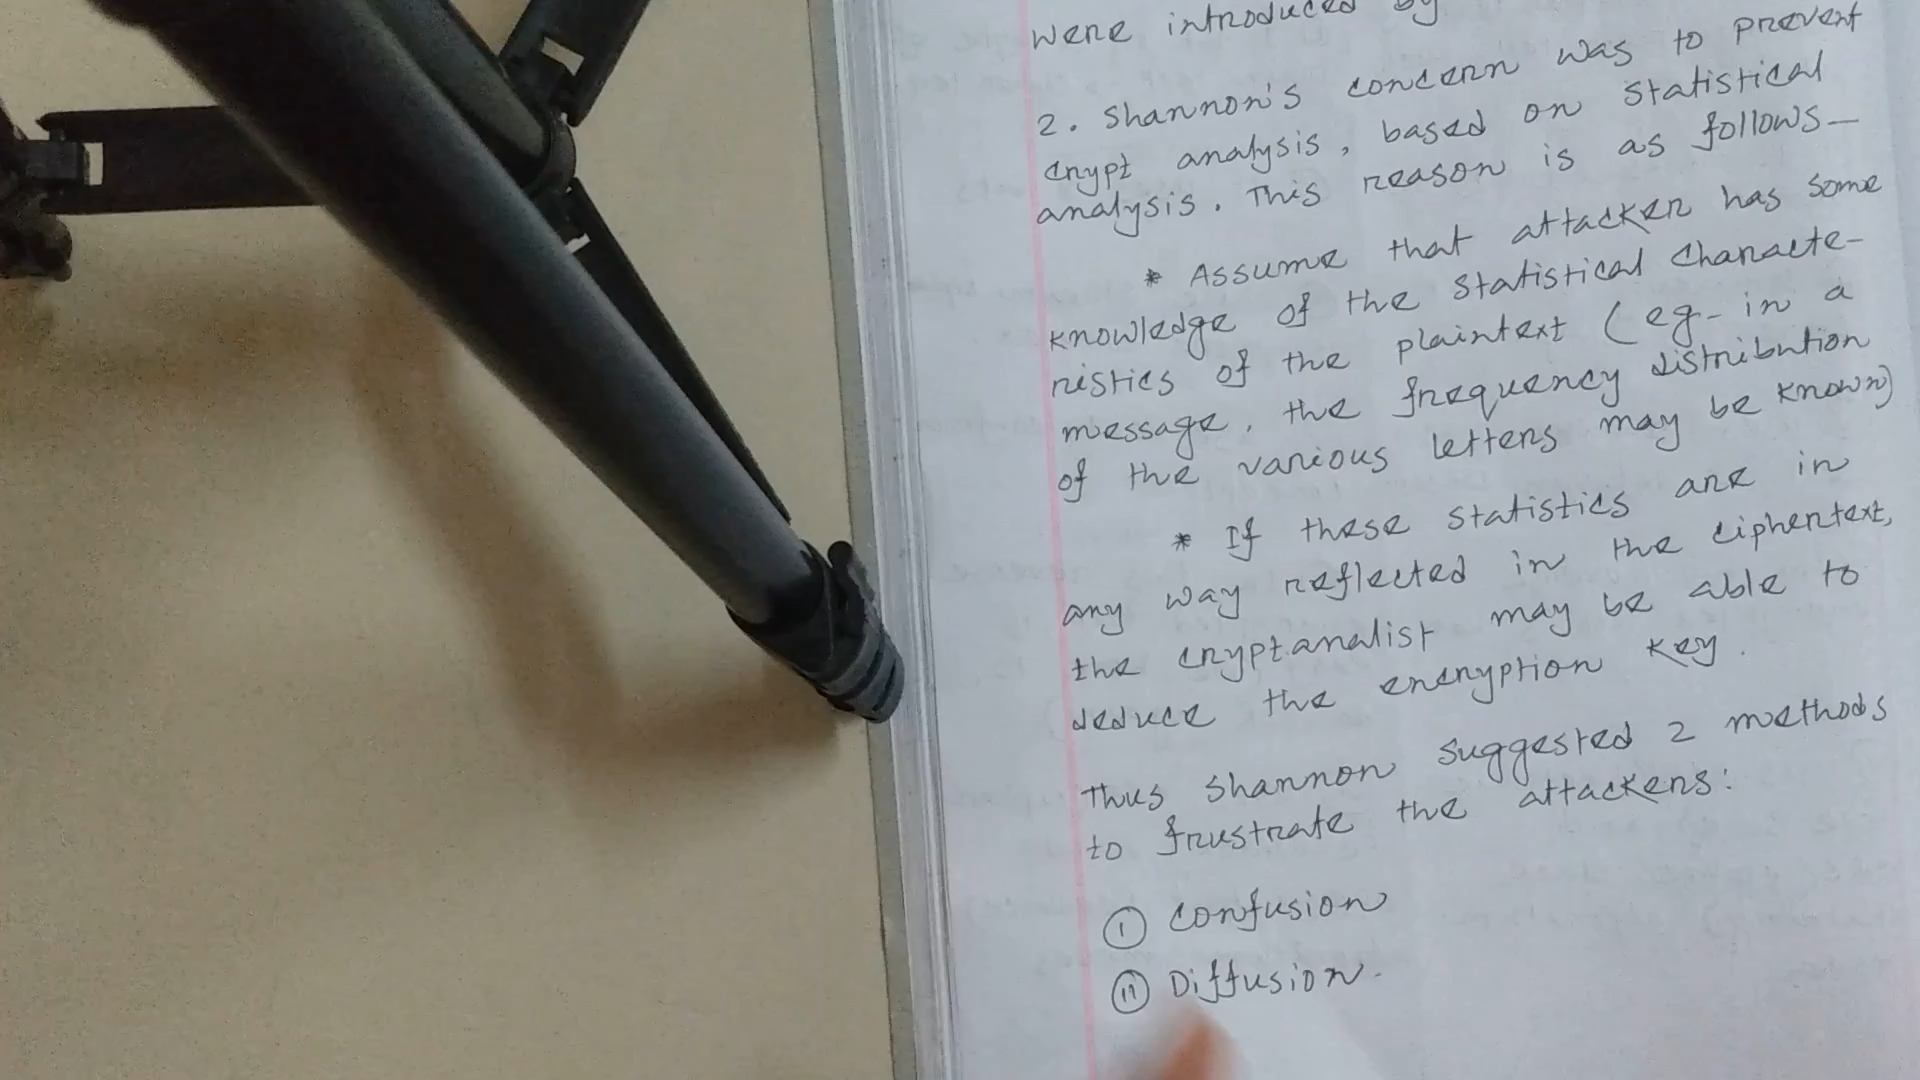 were introduced by
2. Shannon's concern was to prevent
crypt analysis, based on statistical
analysis. This reason is as follows—
* Assume that attacker has some
knowledge of the statistical characte-
ristics of the plaintext (eg- in a
message, the frequency distribution
of the various letters may be known)
* If these statistics are in
any way reflected in the ciphertext,
the cryptanalist may be able to
deduce the encryption key.
Thus Shannon suggested 2 methods
to frustrate the attackers:
(i) Confusion
(ii) Diffusion.